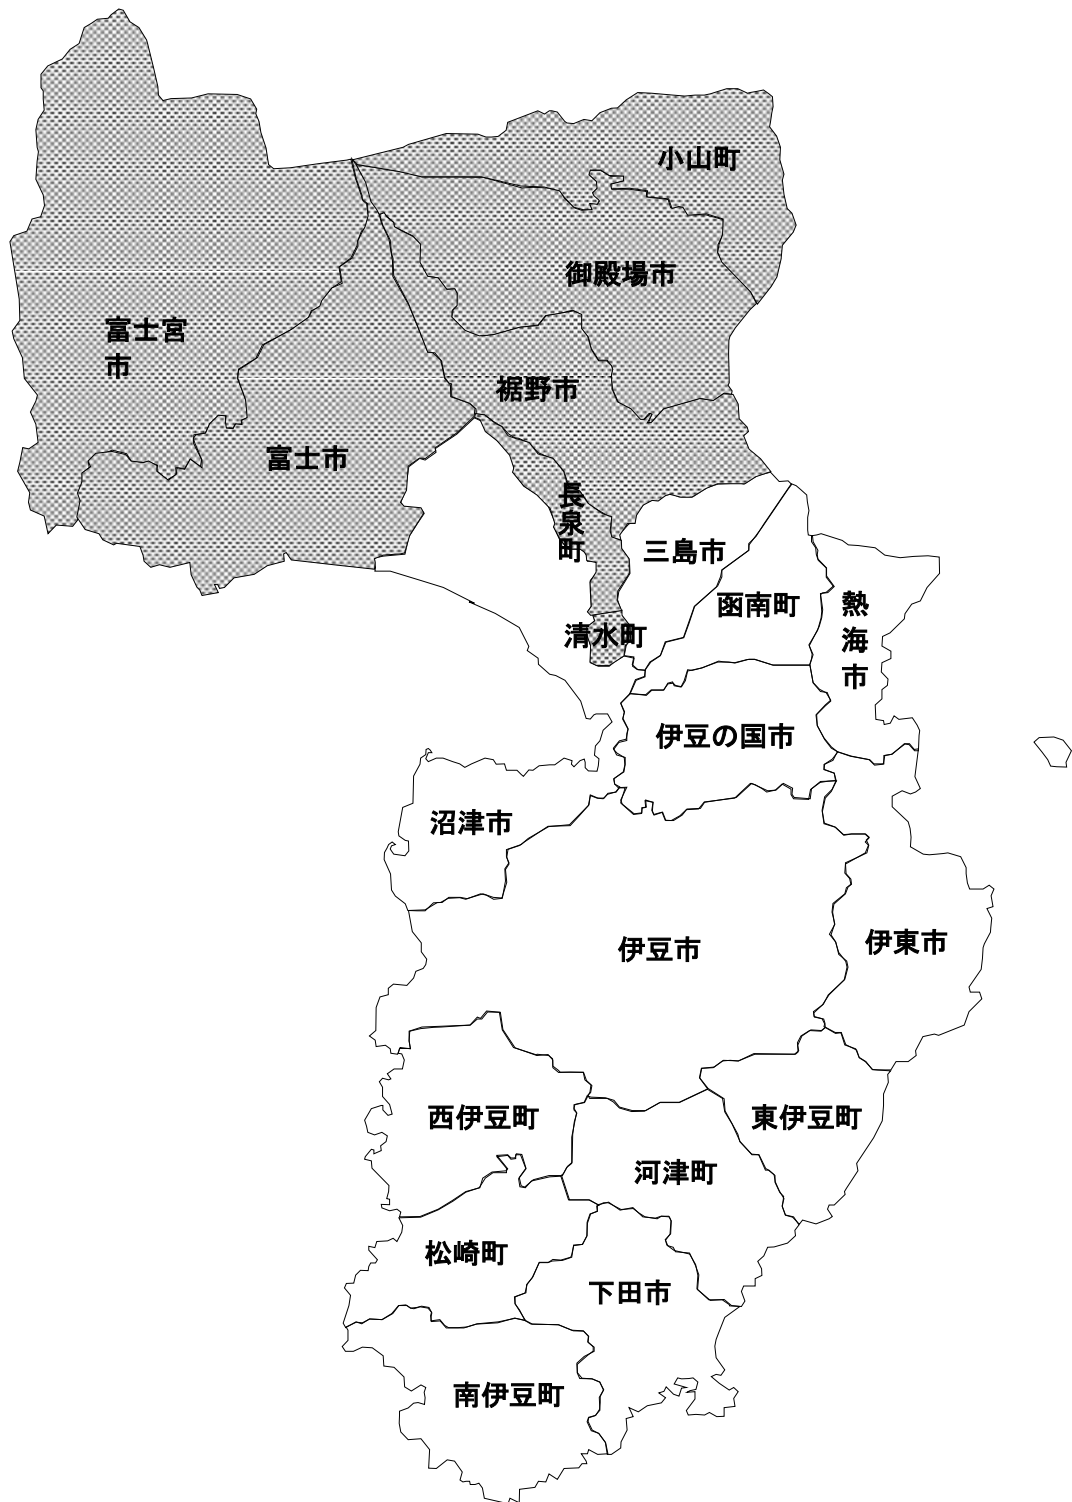 小山町
御殿場市
富士宮
市
裾野市
富士市
長泉町
三島市
函南町
熱海市
清水町
伊豆の国市
沼津市
伊東市
伊豆市
西伊豆町
東伊豆町
河津町
松崎町
下田市
南伊豆町